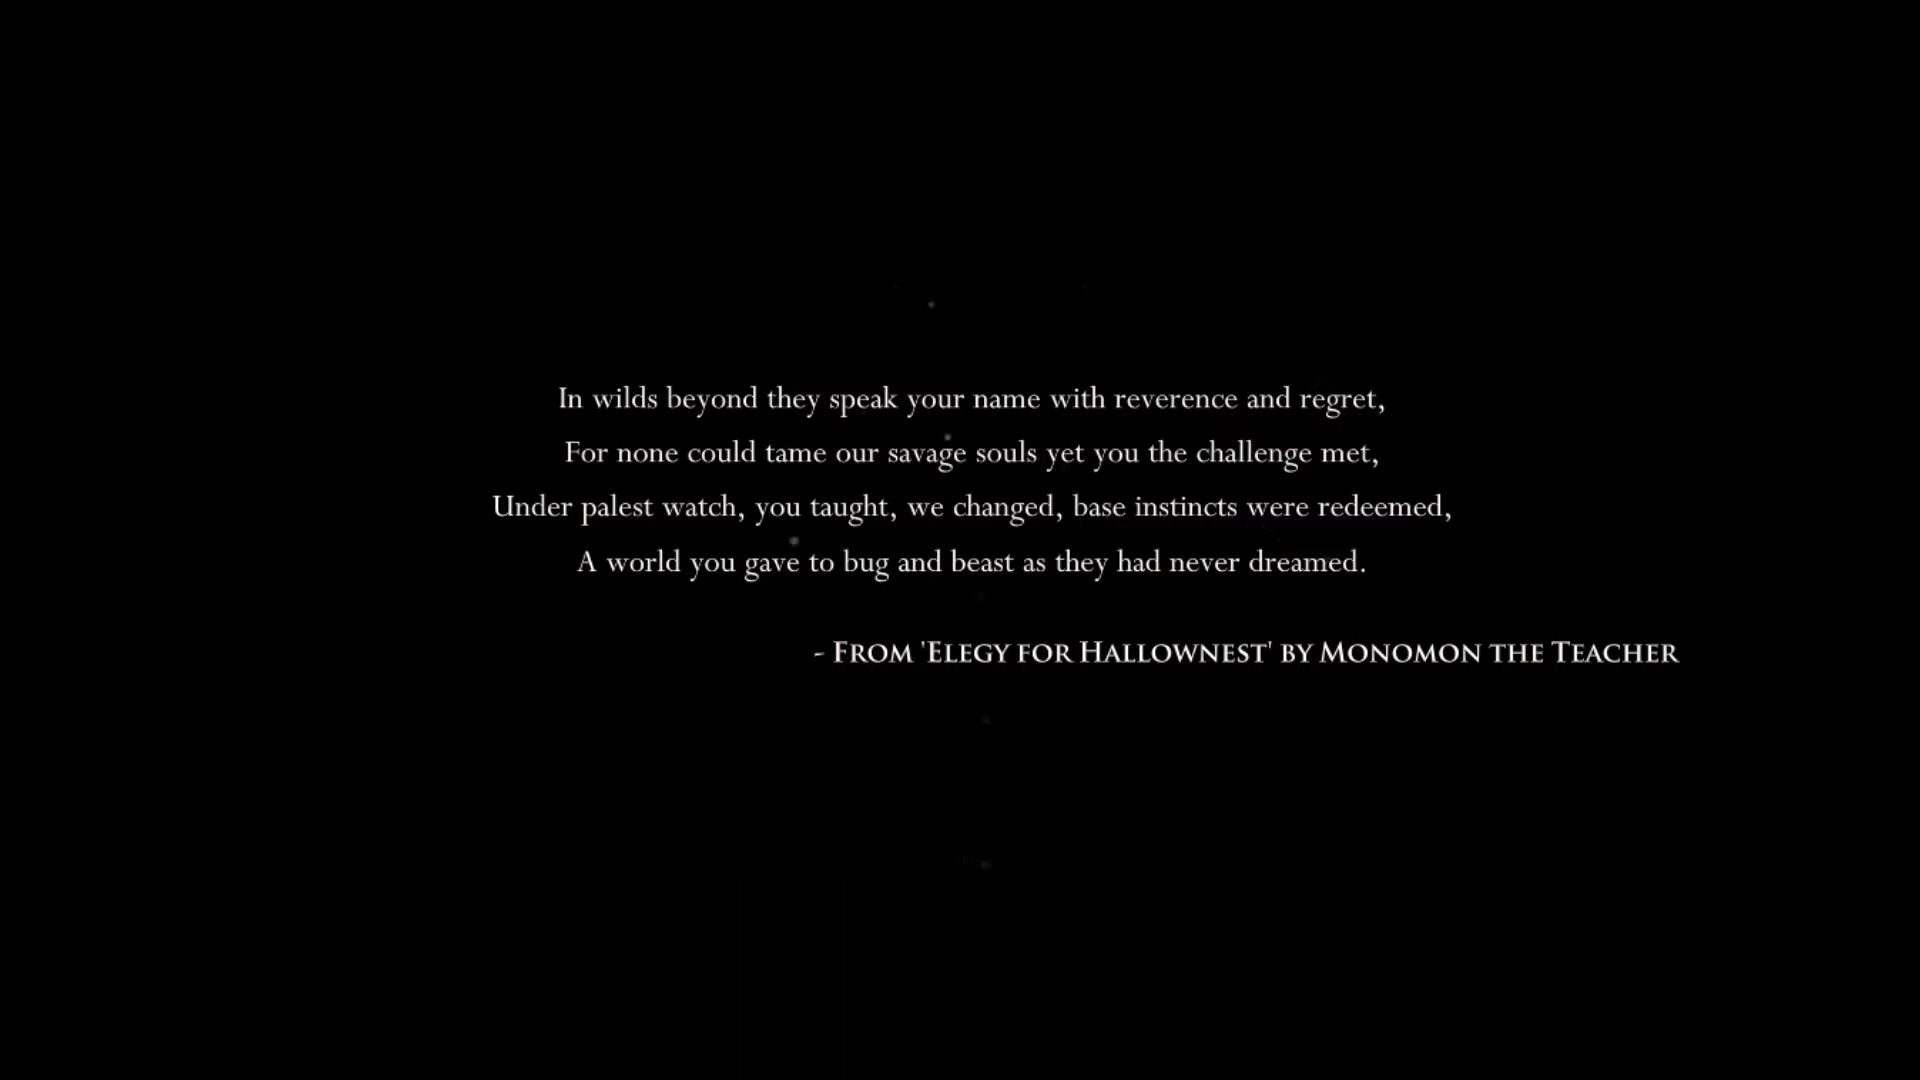 In wilds beyond they speak your name with reverence and regret,
For none could tame our savage souls yet you the challenge met,
Under palest watch, you taught, we changed, base instincts were redeemed,
A world you gave to bug and beast as they had never dreamed.
- From 'Elegy for Hallownest' by Monomon the Teacher